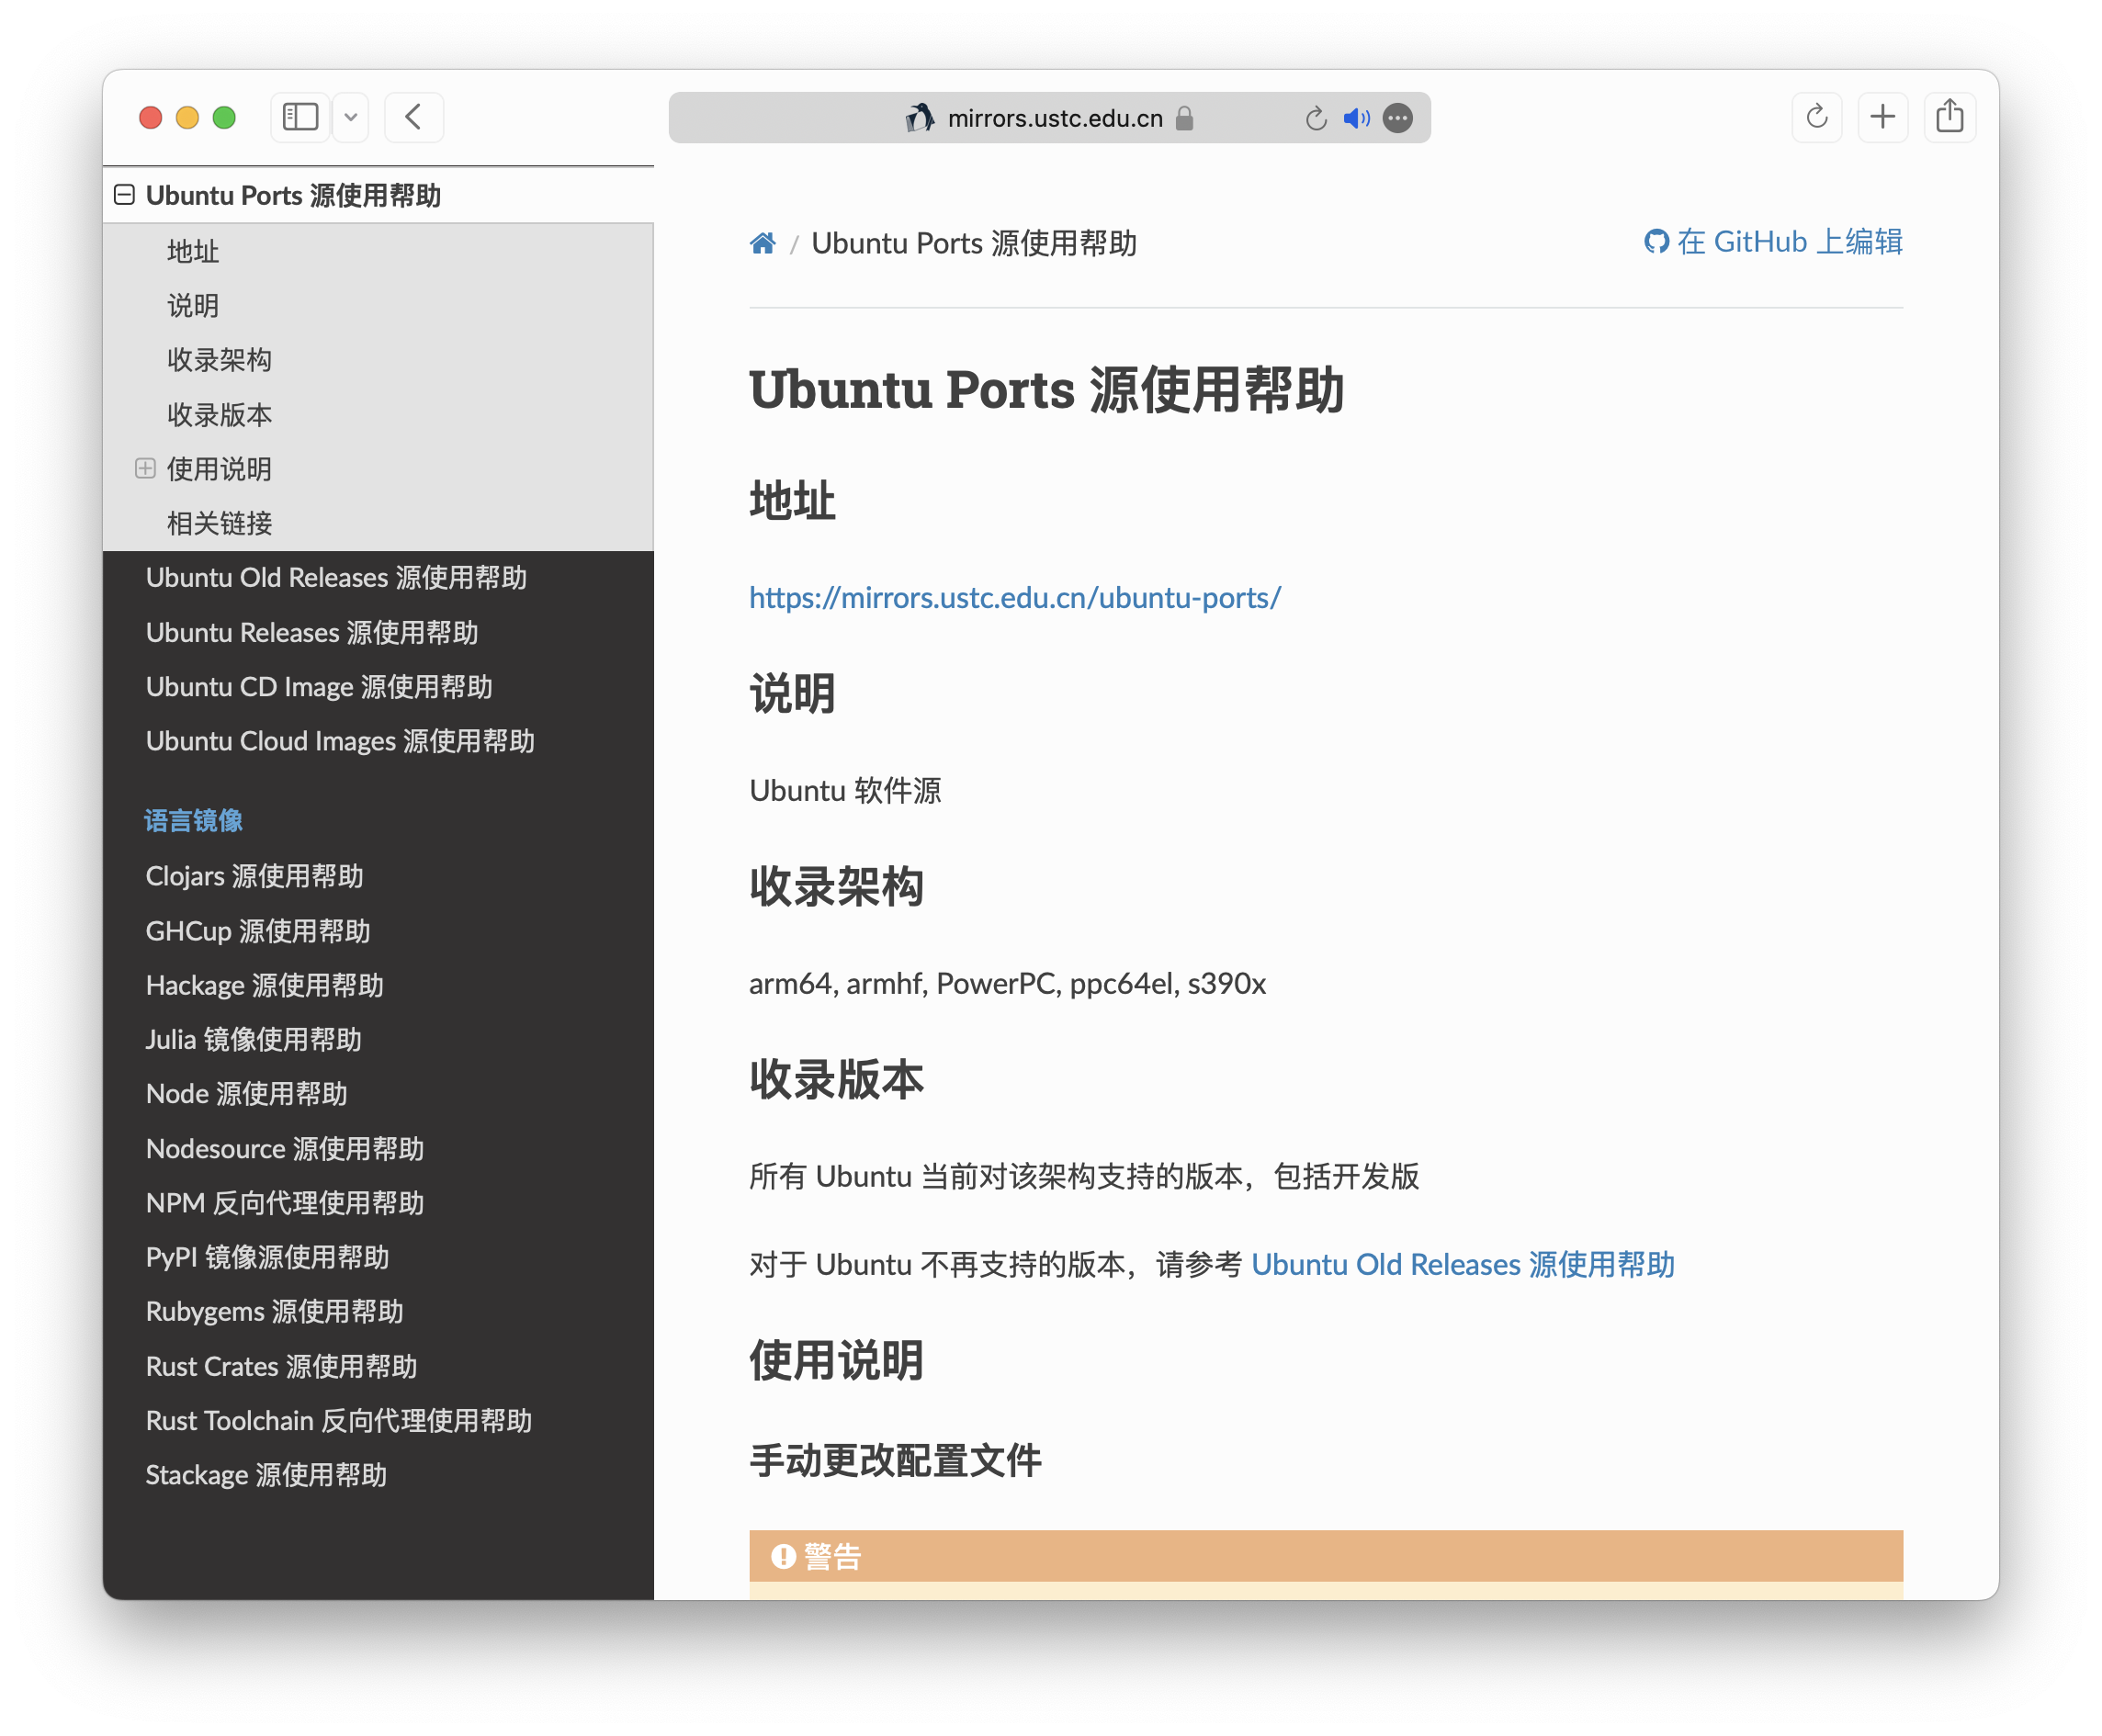 mirrors.ustc.edu.cn
Ubuntu Ports 源使用帮助
地址
说明
收录架构
收录版本
使用说明
相关链接
Ubuntu Old Releases 源使用帮助
Ubuntu Releases 源使用帮助
Ubuntu CD Image 源使用帮助
Ubuntu Cloud Images 源使用帮助
语言镜像
Clojars 源使用帮助
GHCup 源使用帮助
Hackage 源使用帮助
Julia 镜像使用帮助
Node 源使用帮助
Nodesource 源使用帮助
NPM 反向代理使用帮助
PyPI 镜像源使用帮助
Rubygems 源使用帮助
Rust Crates 源使用帮助
Rust Toolchain 反向代理使用帮助
Stackage 源使用帮助
/ Ubuntu Ports 源使用帮助
在 GitHub 上编辑
Ubuntu Ports 源使用帮助
地址
https://mirrors.ustc.edu.cn/ubuntu-ports/
说明
Ubuntu 软件源
收录架构
arm64, armhf, PowerPC, ppc64el, s390x
收录版本
所有 Ubuntu 当前对该架构支持的版本，包括开发版
对于 Ubuntu 不再支持的版本，请参考 Ubuntu Old Releases 源使用帮助
使用说明
手动更改配置文件
警告